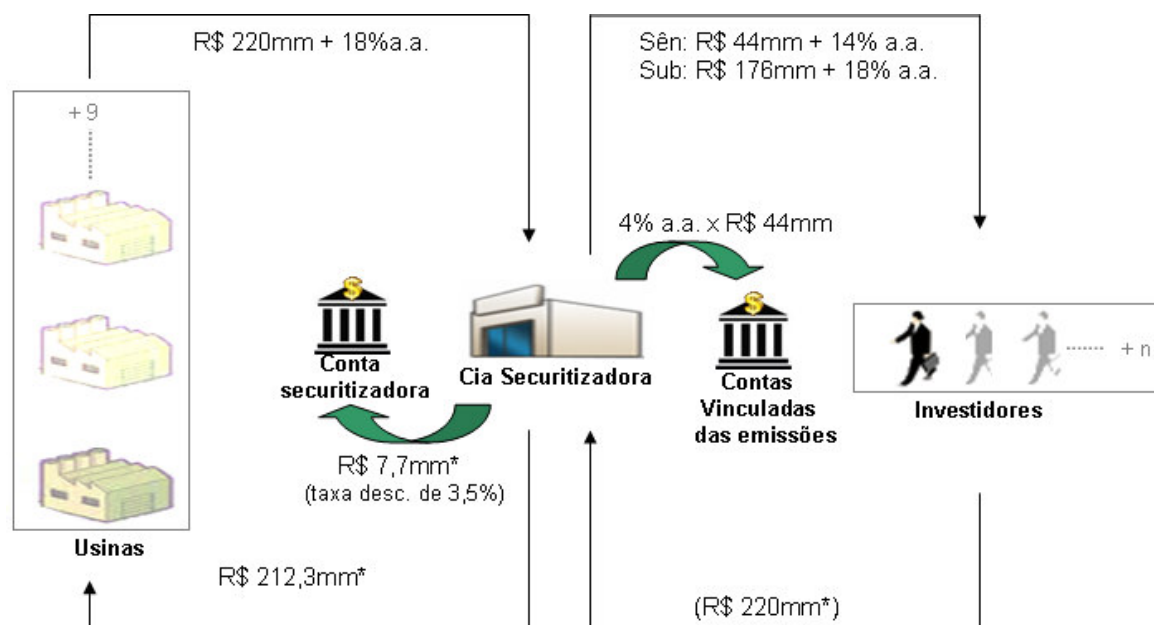 R$ 220mm + 18%a.a.
Sên: R$ 44mm + 14% a.a.
Sub: R$ 176mm + 18% a.a.
+ 9
4% a.a. x R$ 44mm
$
$
Conta
securitizadora
Cia Securitizadora
Contas
Vinculadas
das emissões
+ n
Investidores
R$ 7,7mm*
(taxa desc. de 3,5%)
Usinas
R$ 212,3mm*
(R$ 220mm*)